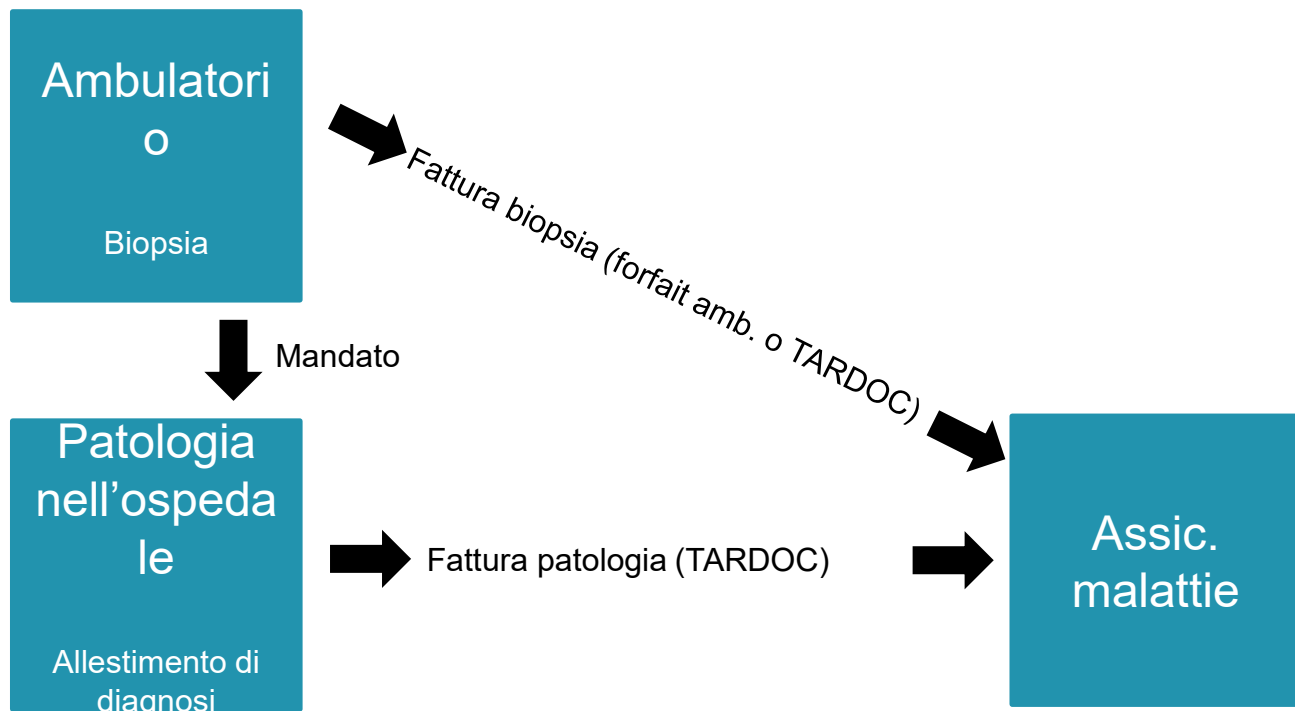 Ambulatori
o
Biopsia
Fattura biopsia (forfait amb. o TARDOC)
Mandato
Patologia
nell’ospeda
le
Allestimento di
diagnosi
Fattura patologia (TARDOC)
Assic.
malattie